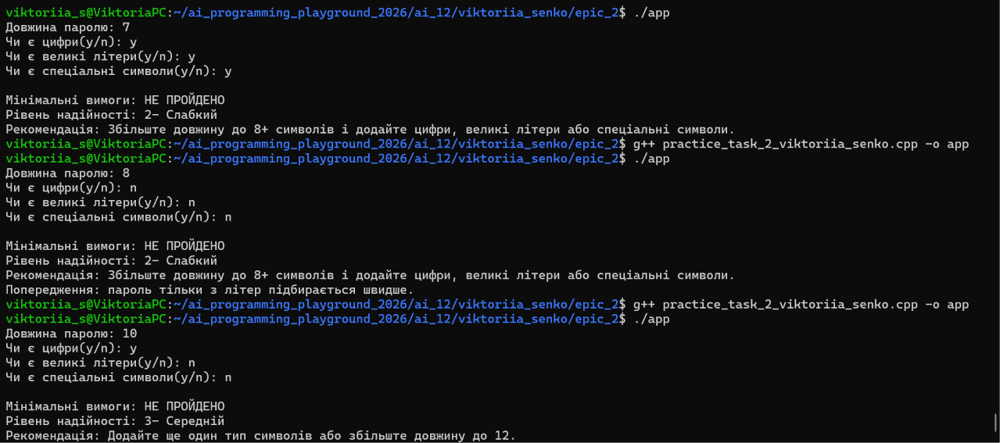 viktoriia_s@ViktoriaPC:~/ai_programming_playground_2026/ai_12/viktoriia_senko/epic_2$ ./app
Довжина паролю: 7
Чи є цифри(y/n): y
Чи є великі літери(y/n): y
Чи є спеціальні символи(y/n): y
Мінімальні вимоги: НЕ ПРОЙДЕНО
Рівень надійності: 2- Слабкий
Рекомендація: Збільште довжину до 8+ символів і додайте цифри, великі літери або спеціальні символи.
viktoriia_s@ViktoriaPC:~/ai_programming_playground_2026/ai_12/viktoriia_senko/epic_2$ g++ practice_task_2_viktoriia_senko.cpp -o app
viktoriia_s@ViktoriaPC:~/ai_programming_playground_2026/ai_12/viktoriia_senko/epic_2$ ./app
Довжина паролю: 8
Чи є цифри(y/n): n
Чи є великі літери(y/n): n
Чи є спеціальні символи(y/n): n
Мінімальні вимоги: НЕ ПРОЙДЕНО
Рівень надійності: 2- Слабкий
Рекомендація: Збільште довжину до 8+ символів і додайте цифри, великі літери або спеціальні символи.
Попередження: пароль тільки з літер підбирається швидше.
viktoriia_s@ViktoriaPC:~/ai_programming_playground_2026/ai_12/viktoriia_senko/epic_2$ g++ practice_task_2_viktoriia_senko.cpp -o app
viktoriia_s@ViktoriaPC:~/ai_programming_playground_2026/ai_12/viktoriia_senko/epic_2$ ./app
Довжина паролю: 10
Чи є цифри(y/n): y
Чи є великі літери(y/n): n
Чи є спеціальні символи(y/n): n
Мінімальні вимоги: НЕ ПРОЙДЕНО
Рівень надійності: 3- Середній
Рекомендація: Додайте ще один тип символів або збільште довжину до 12.